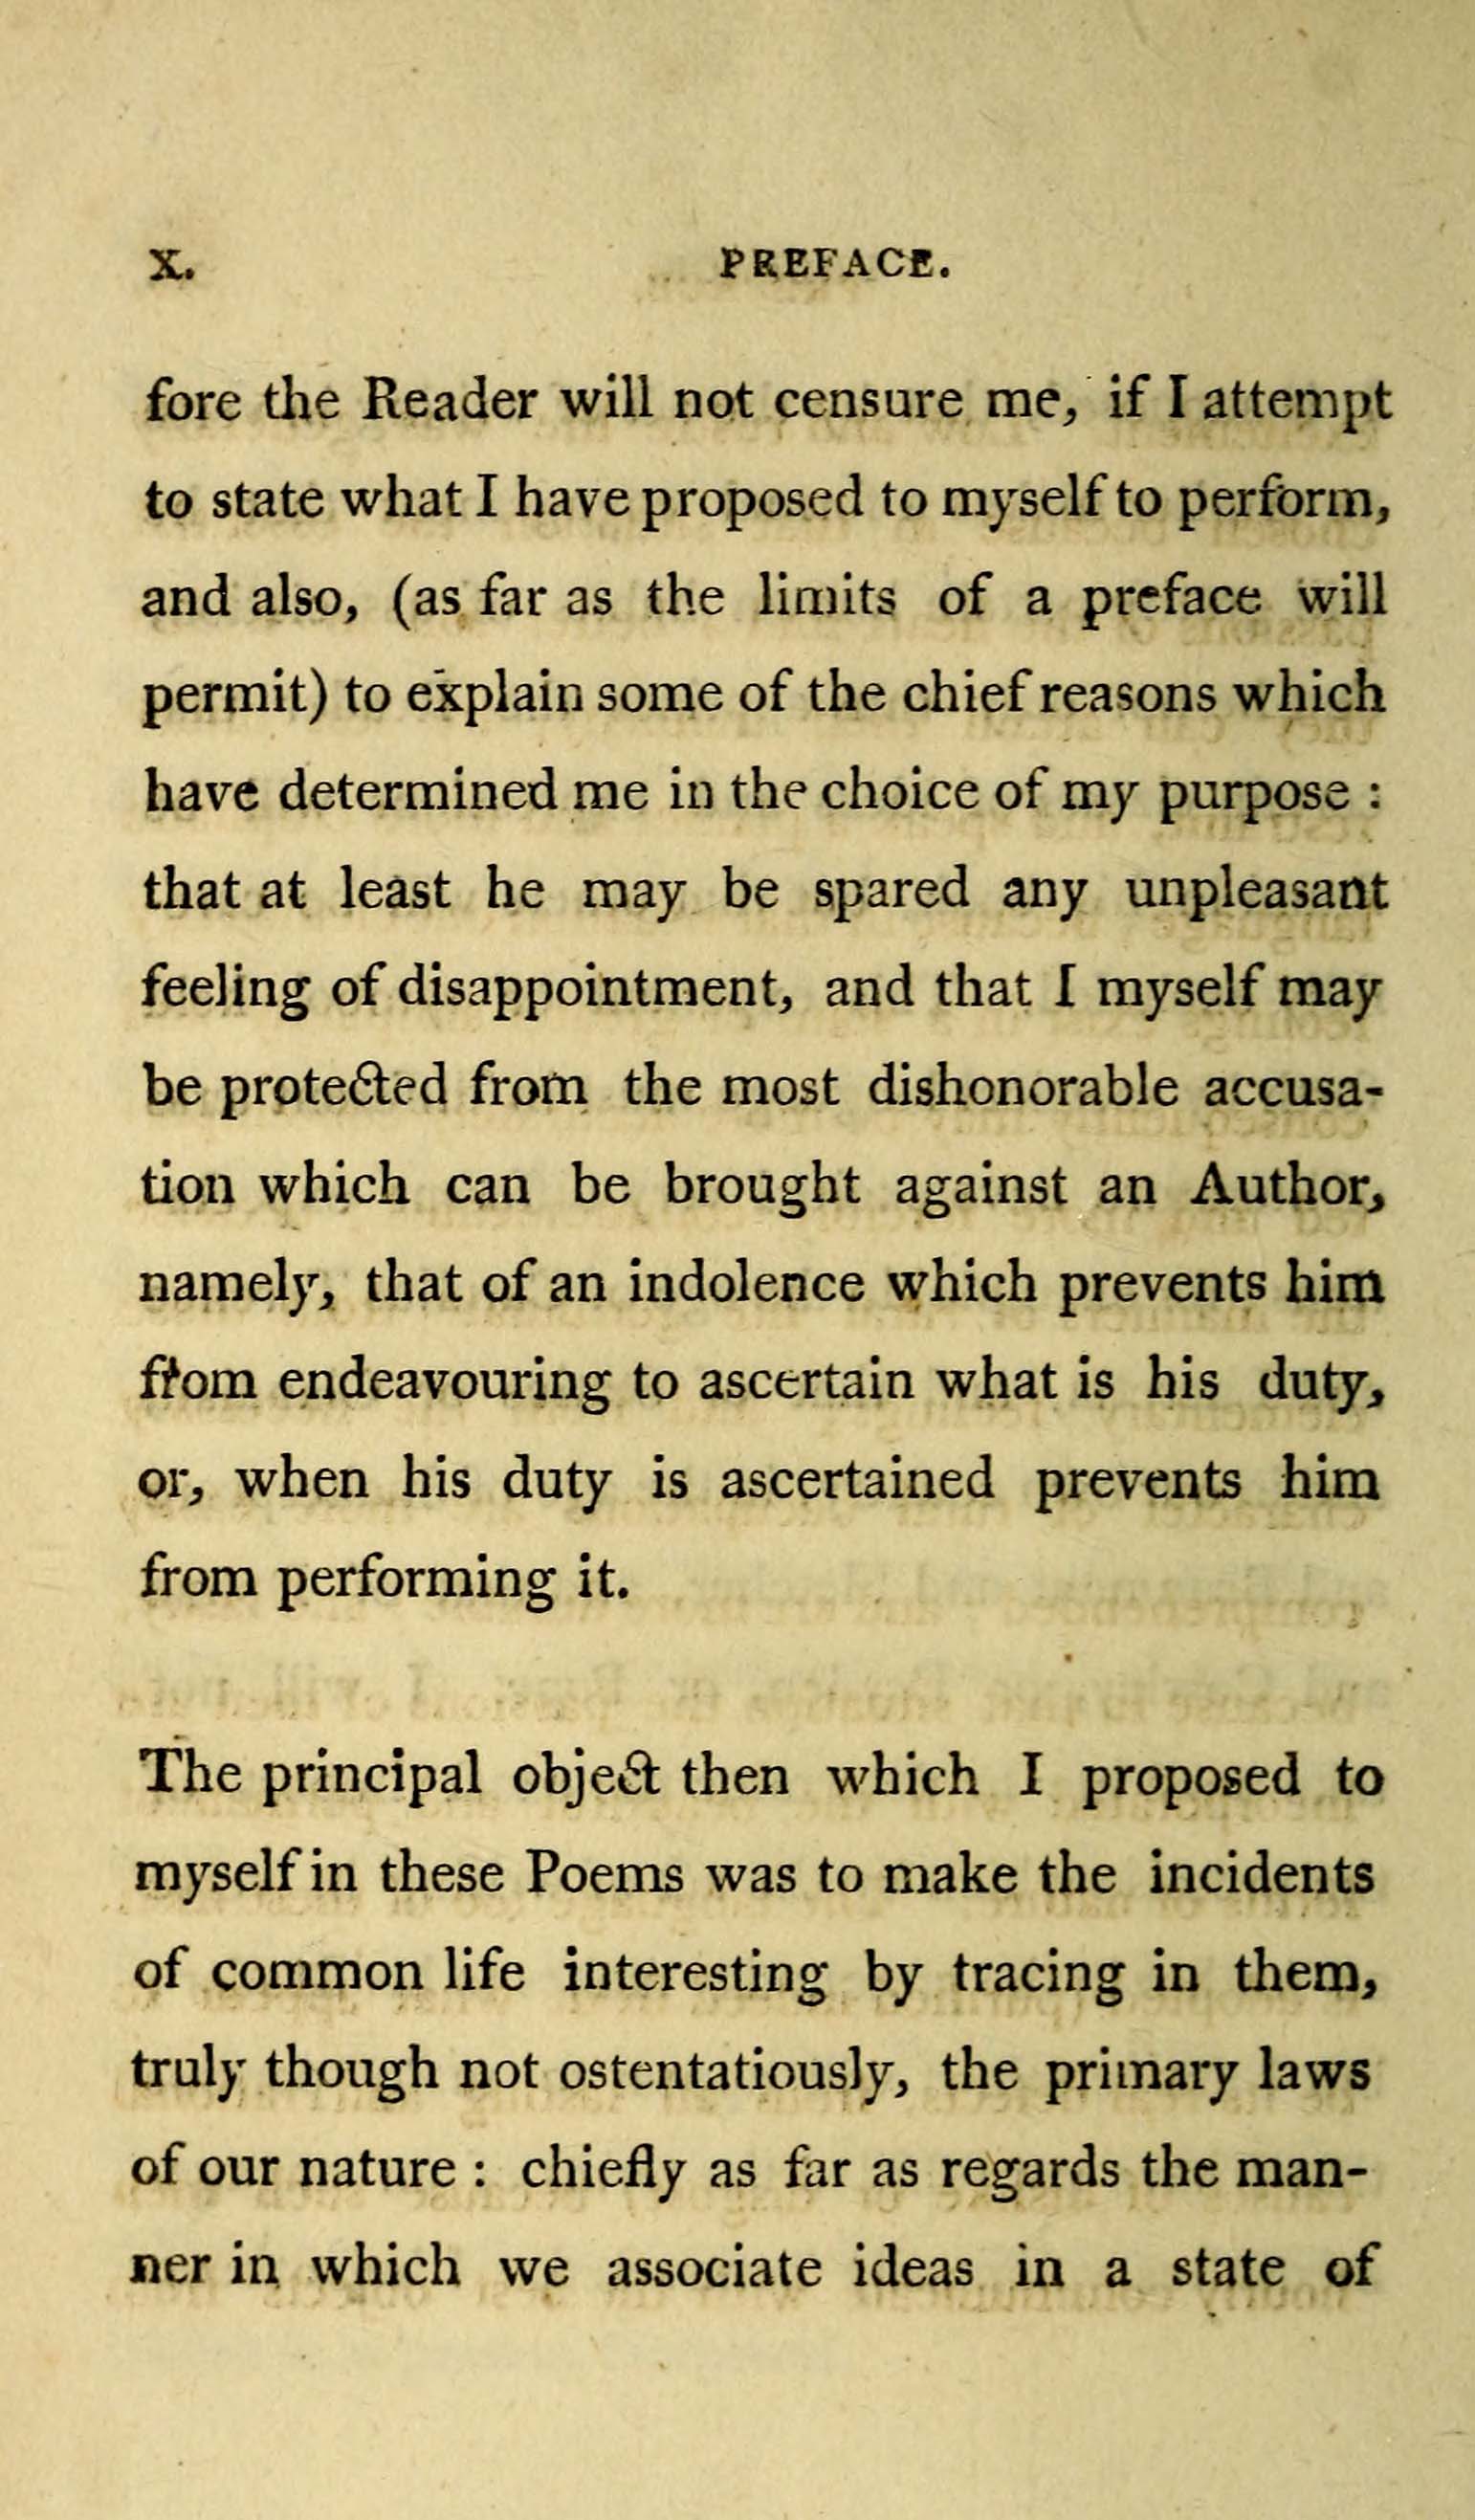 x. PREFACE.
fore the Reader will not censure me, if I attempt
to state what I have proposed to myself to perform,
and also, (as far as the limits of a preface will
permit) to explain some of the chief reasons which
have determined me in the choice of my purpose :
that at least he may be spared any unpleasant
feeling of disappointment, and that I myself may
be protected from the most dishonorable accusa-
tion which can be brought against an Author,
namely, that of an indolence which prevents him
from endeavouring to ascertain what is his duty,
or, when his duty is ascertained prevents him
from performing it.
The principal object then which I proposed to
myself in these Poems was to make the incidents
of common life interesting by tracing in them,
truly though not ostentatiously, the primary laws
of our nature : chiefly as far as regards the man-
ner in which we associate ideas in a state of